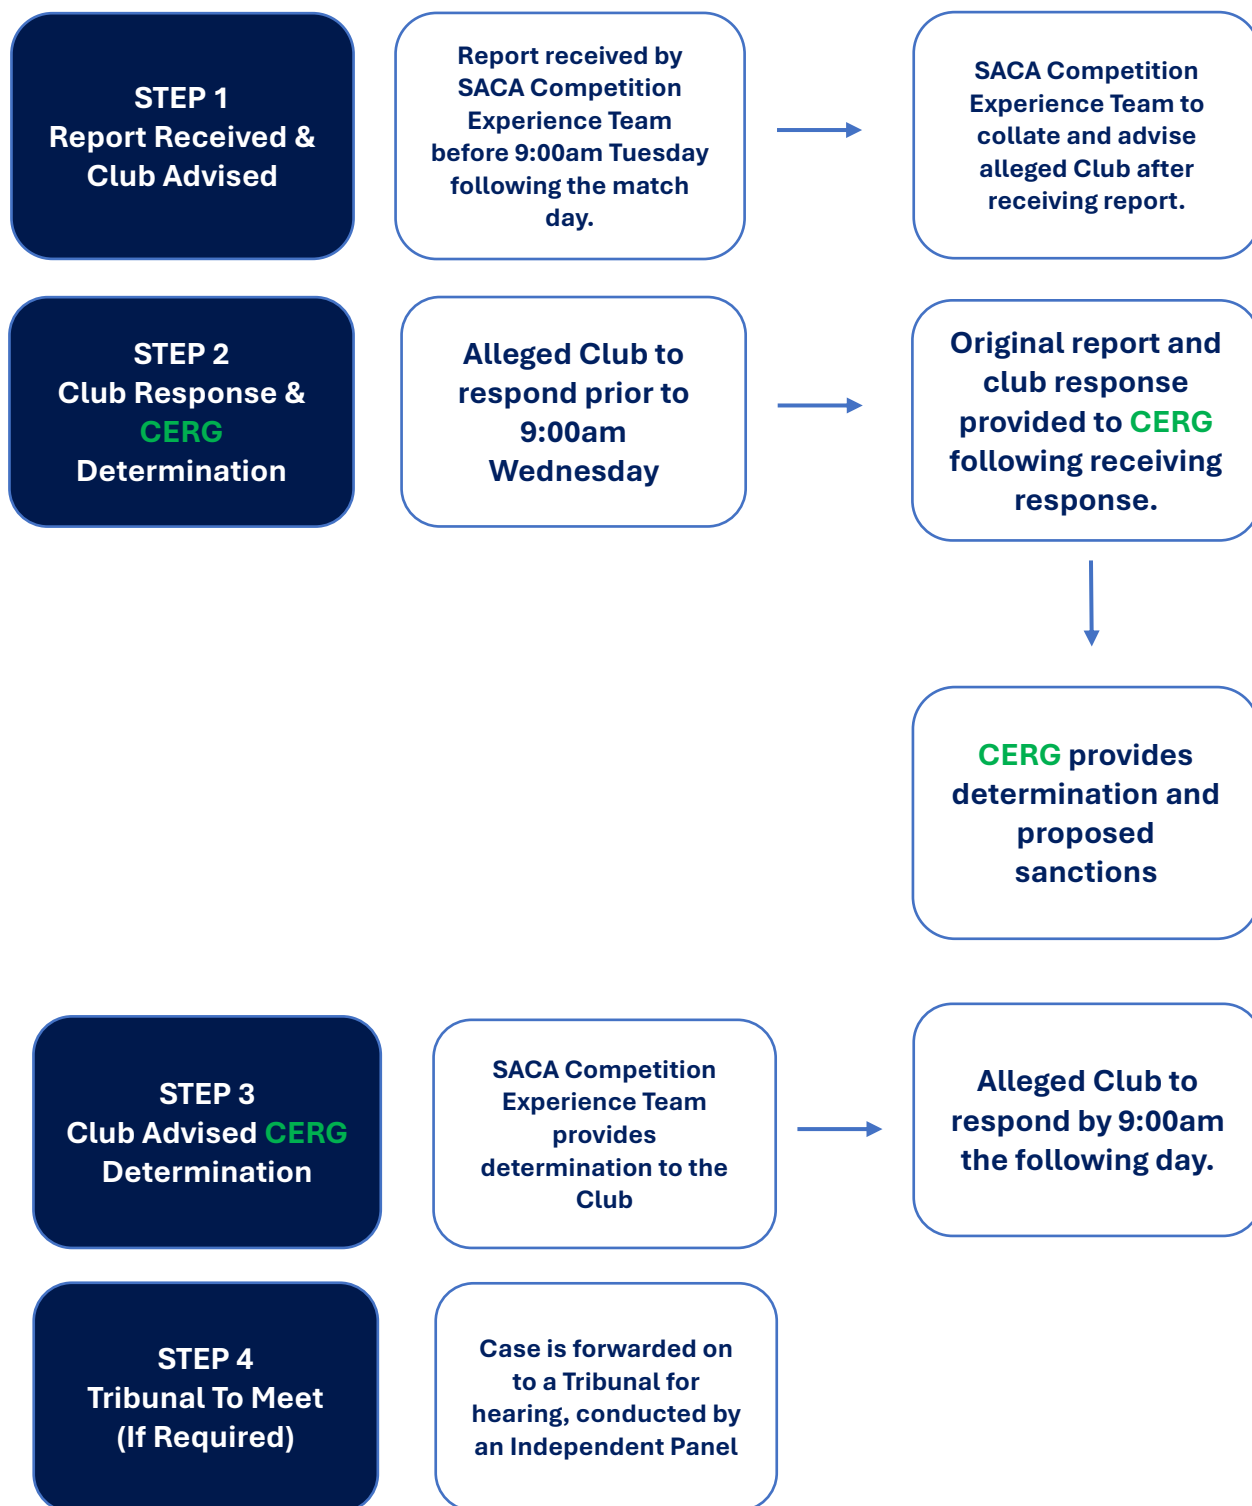 STEP 1
Report Received &
Club Advised
Report received by
SACA Competition
Experience Team
before 9:00am Tuesday
following the match
day.
SACA Competition
Experience Team to
collate and advise
alleged Club after
receiving report.
STEP 2
Club Response &
CERG
Determination
Alleged Club to
respond prior to
9:00am
Wednesday
Original report and
club response
provided to CERG
following receiving
response.
CERG provides
determination and
proposed
sanctions
STEP 3
Club Advised CERG
Determination
SACA Competition
Experience Team
provides
determination to the
Club
Alleged Club to
respond by 9:00am
the following day.
STEP 4
Tribunal To Meet
(If Required)
Case is forwarded on
to a Tribunal for
hearing, conducted by
an Independent Panel